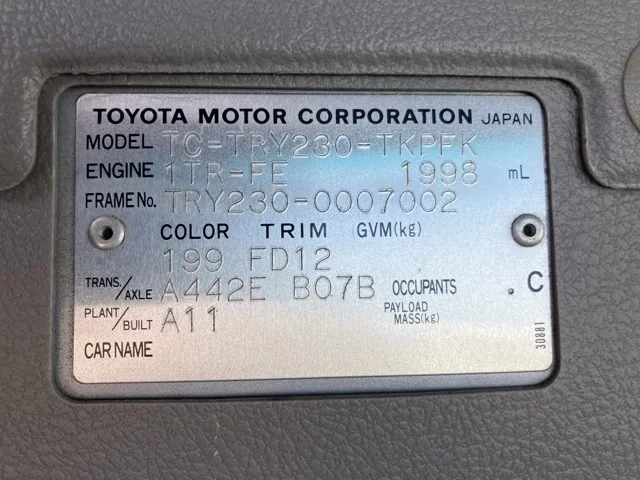 TOYOTA MOTOR CORPORATION JAPAN
MODEL TC-TRY230-TKPFK
ENGINE 1TR-FE 1998 mL
FRAME No. TRY230-0007002
COLOR TRIM GVM(kg)
199 FD12
TRANS./AXLE A442E B07B OCCUPANTS . C
PLANT/BUILT A11 PAYLOAD MASS(kg)
CAR NAME
30881